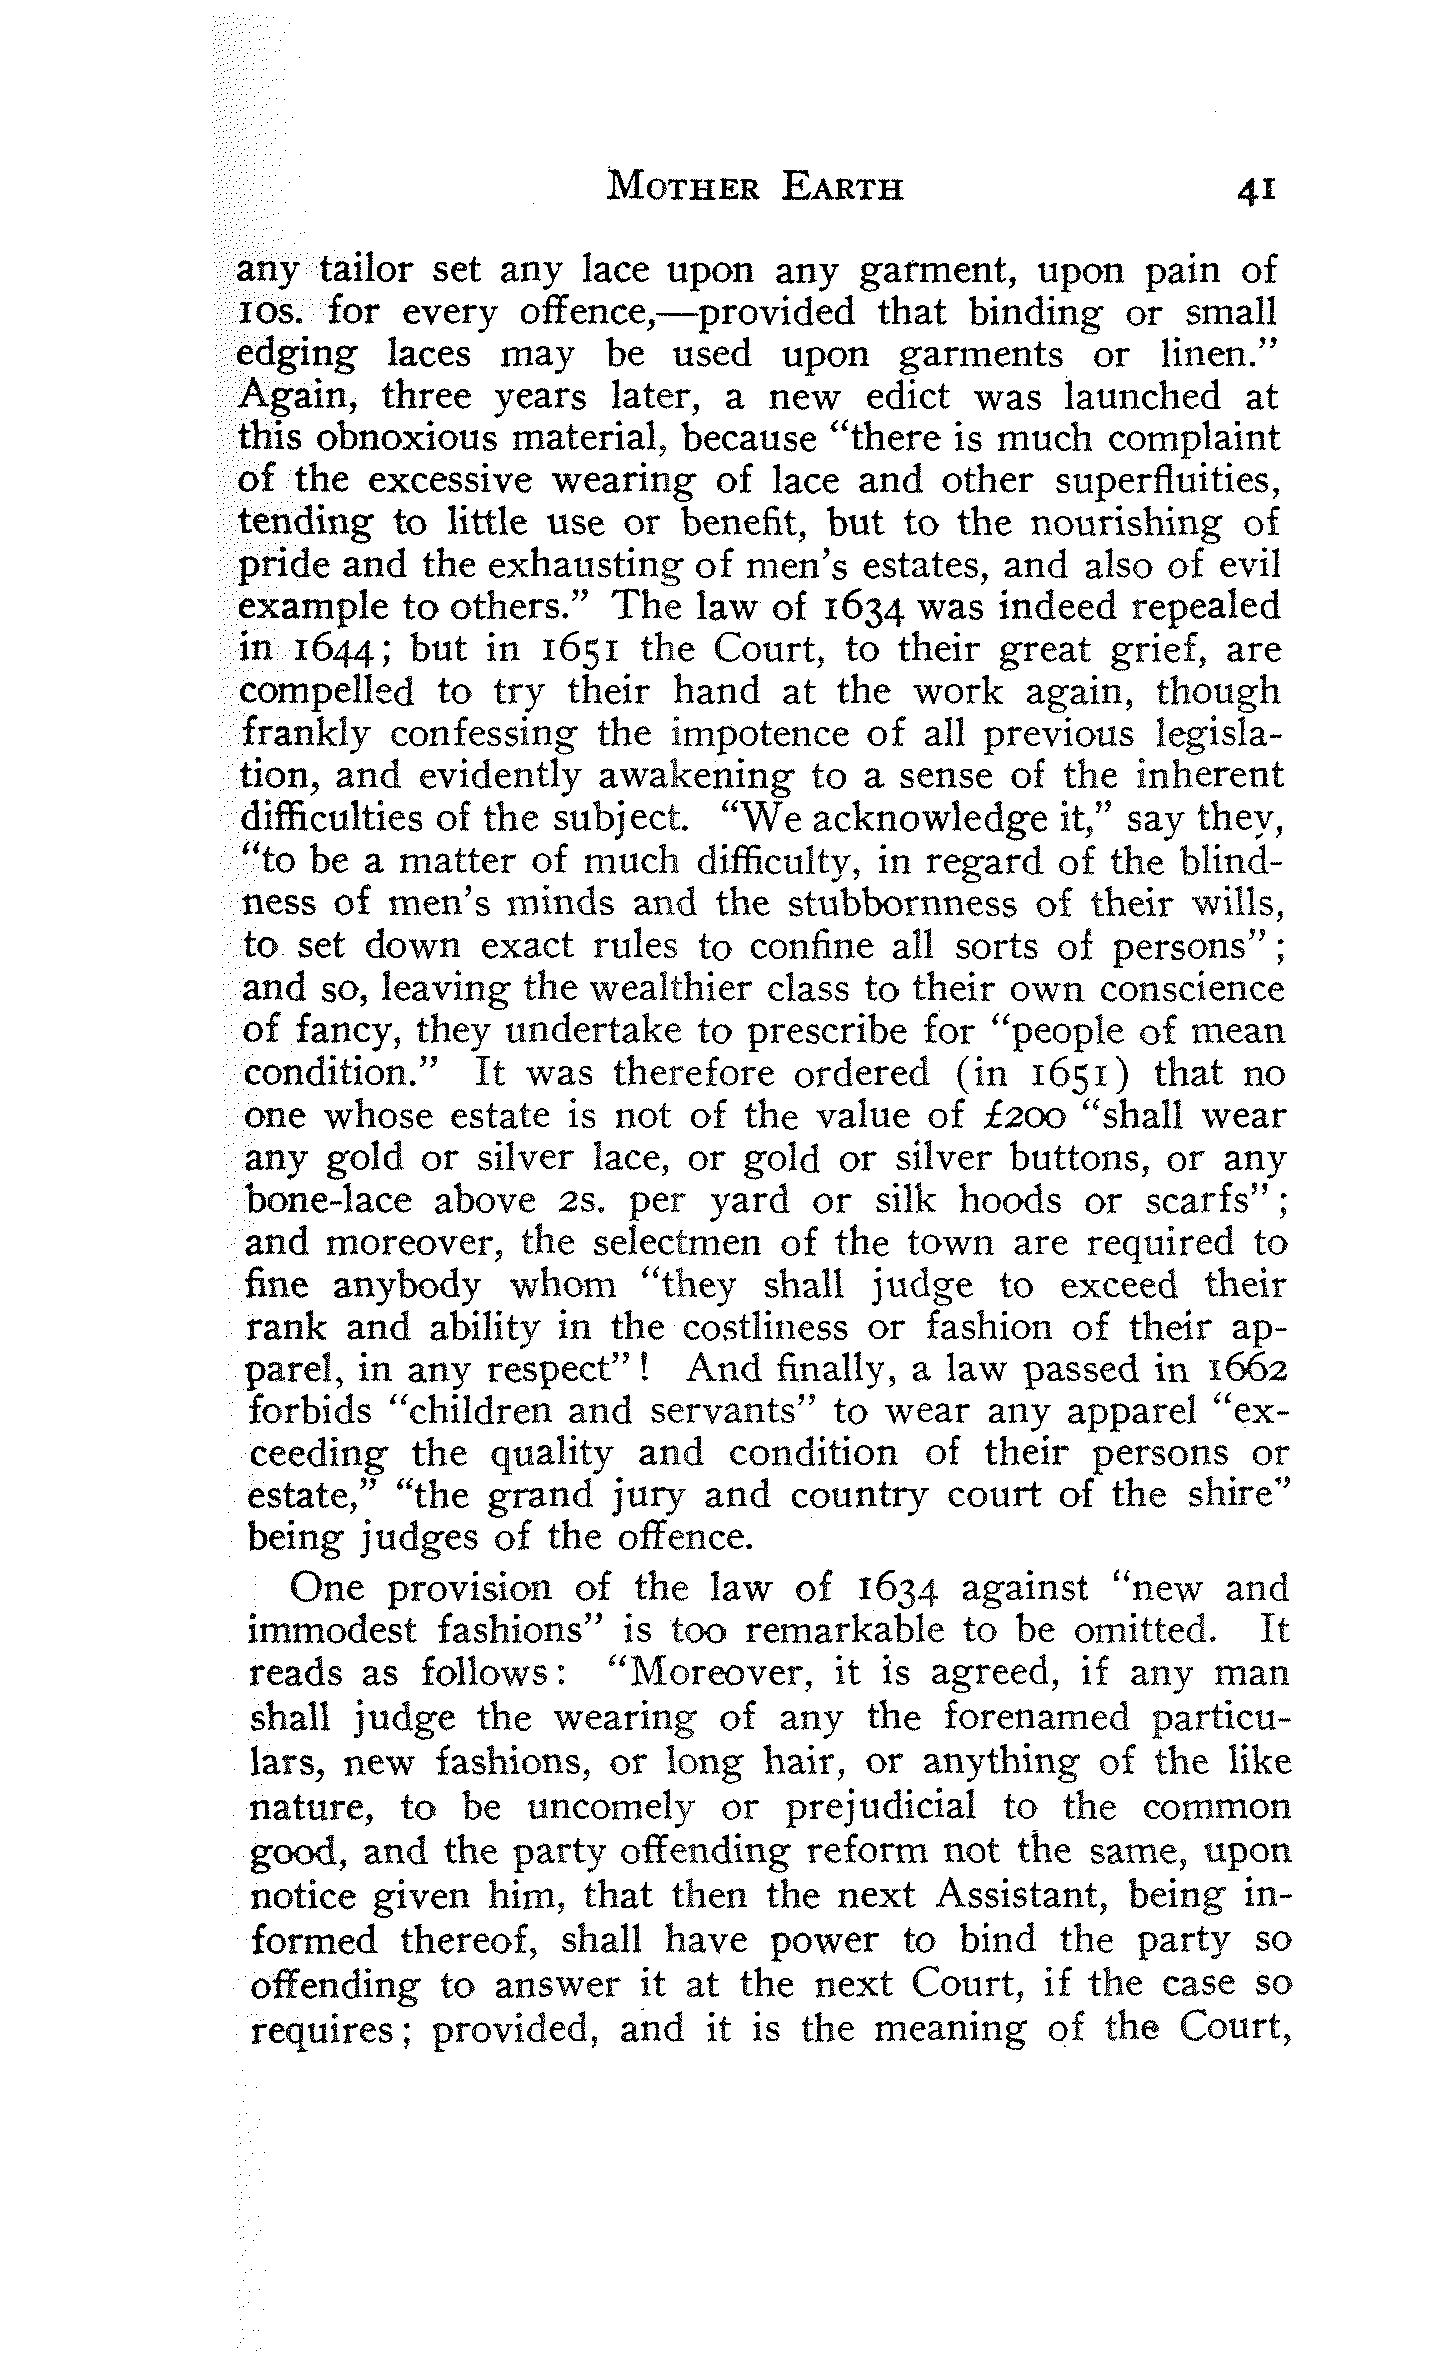 MOTHER EARTH 41
any tailor set any lace upon any garment, upon pain of
10s. for every offence,—provided that binding or small
edging laces may be used upon garments or linen."
Again, three years later, a new edict was launched at
this obnoxious material, because "there is much complaint
of the excessive wearing of lace and other superfluities,
tending to little use or benefit, but to the nourishing of
pride and the exhausting of men's estates, and also of evil
example to others." The law of 1634 was indeed repealed
in 1644; but in 1651 the Court, to their great grief, are
compelled to try their hand at the work again, though
frankly confessing the impotence of all previous legisla-
tion, and evidently awakening to a sense of the inherent
difficulties of the subject. "We acknowledge it," say they,
"to be a matter of much difficulty, in regard of the blind-
ness of men's minds and the stubbornness of their wills,
to set down exact rules to confine all sorts of persons";
and so, leaving the wealthier class to their own conscience
of fancy, they undertake to prescribe for "people of mean
condition." It was therefore ordered (in 1651) that no
one whose estate is not of the value of £200 "shall wear
any gold or silver lace, or gold or silver buttons, or any
bone-lace above 2s. per yard or silk hoods or scarfs";
and moreover, the selectmen of the town are required to
fine anybody whom "they shall judge to exceed their
rank and ability in the costliness or fashion of their ap-
parel, in any respect"! And finally, a law passed in 1662
forbids "children and servants" to wear any apparel "ex-
ceeding the quality and condition of their persons or
estate," "the grand jury and country court of the shire"
being judges of the offence.
One provision of the law of 1634 against "new and
immodest fashions" is too remarkable to be omitted. It
reads as follows: "Moreover, it is agreed, if any man
shall judge the wearing of any the forenamed particu-
lars, new fashions, or long hair, or anything of the like
nature, to be uncomely or prejudicial to the common
good, and the party offending reform not the same, upon
notice given him, that then the next Assistant, being in-
formed thereof, shall have power to bind the party so
offending to answer it at the next Court, if the case so
requires; provided, and it is the meaning of the Court,